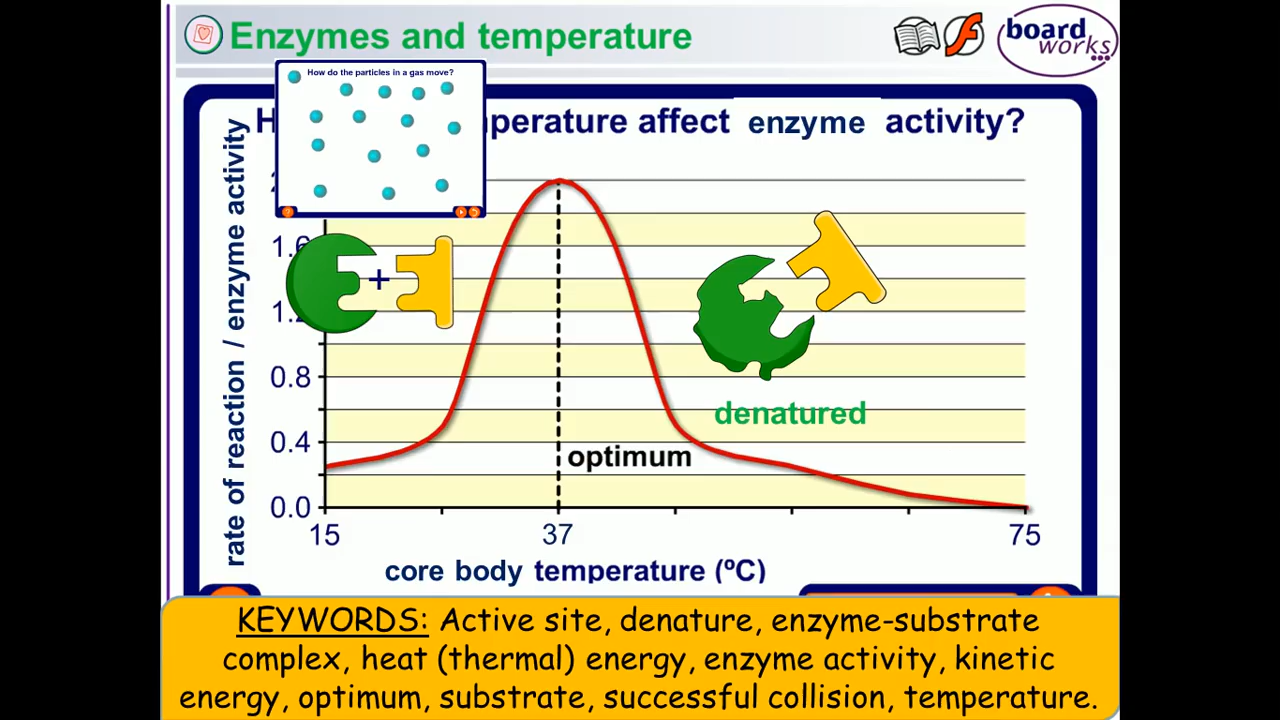 Enzymes and temperature
board
works
How do the particles in a gas move?
H
perature affect enzyme activity?
rate of reaction / enzyme activity
1.6
+
1.2
0.8
0.4
0.0
denatured
optimum
15 37 75
core body temperature (ºC)
KEYWORDS: Active site, denature, enzyme-substrate
complex, heat (thermal) energy, enzyme activity, kinetic
energy, optimum, substrate, successful collision, temperature.